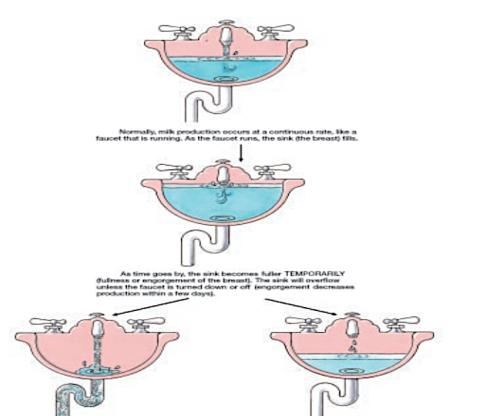 Normally, milk production occurs at a continuous rate, like a
faucet that is running. As the faucet runs, the sink (the breast) fills.
As time goes by, the sink becomes fuller TEMPORARILY
(fullness or engorgement of the breast). The sink will overflow
unless the faucet is turned down or off (engorgement decreases
production within a few days).